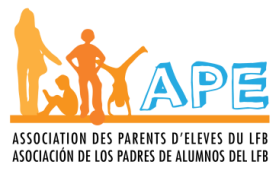 APE
ASSOCIATION DES PARENTS D'ELEVES DU LFB
ASOCIACIÓN DE LOS PADRES DE ALUMNOS DEL LFB